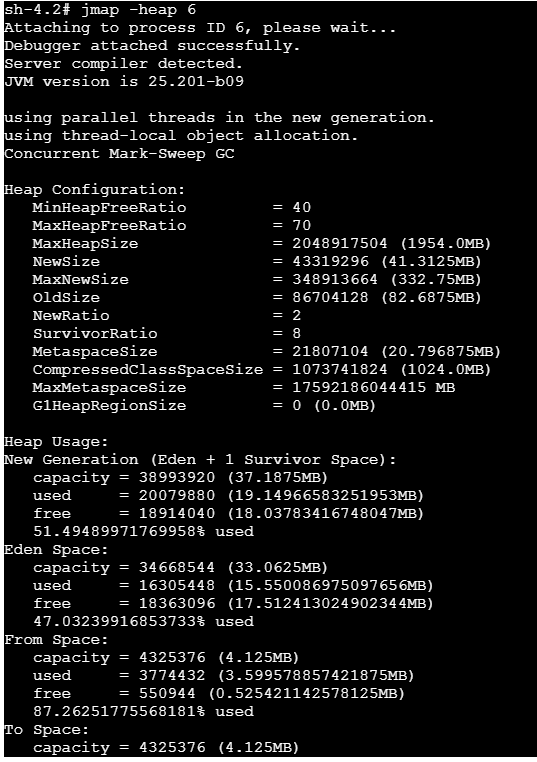 sh-4.2# jmap -heap 6
Attaching to process ID 6, please wait...
Debugger attached successfully.
Server compiler detected.
JVM version is 25.201-b09

using parallel threads in the new generation.
using thread-local object allocation.
Concurrent Mark-Sweep GC

Heap Configuration:
   MinHeapFreeRatio         = 40
   MaxHeapFreeRatio         = 70
   MaxHeapSize              = 2048917504 (1954.0MB)
   NewSize                  = 43319296 (41.3125MB)
   MaxNewSize               = 348913664 (332.75MB)
   OldSize                  = 86704128 (82.6875MB)
   NewRatio                 = 2
   SurvivorRatio            = 8
   MetaspaceSize            = 21807104 (20.796875MB)
   CompressedClassSpaceSize = 1073741824 (1024.0MB)
   MaxMetaspaceSize         = 17592186044415 MB
   G1HeapRegionSize         = 0 (0.0MB)

Heap Usage:
New Generation (Eden + 1 Survivor Space):
   capacity = 38993920 (37.1875MB)
   used     = 20079880 (19.14966583251953MB)
   free     = 18914040 (18.03783416748047MB)
   51.49489971769958% used
Eden Space:
   capacity = 34668544 (33.0625MB)
   used     = 16305448 (15.550086975097656MB)
   free     = 18363096 (17.512413024902344MB)
   47.03239916853733% used
From Space:
   capacity = 4325376 (4.125MB)
   used     = 3774432 (3.599578857421875MB)
   free     = 550944 (0.525421142578125MB)
   87.26251775568181% used
To Space:
   capacity = 4325376 (4.125MB)